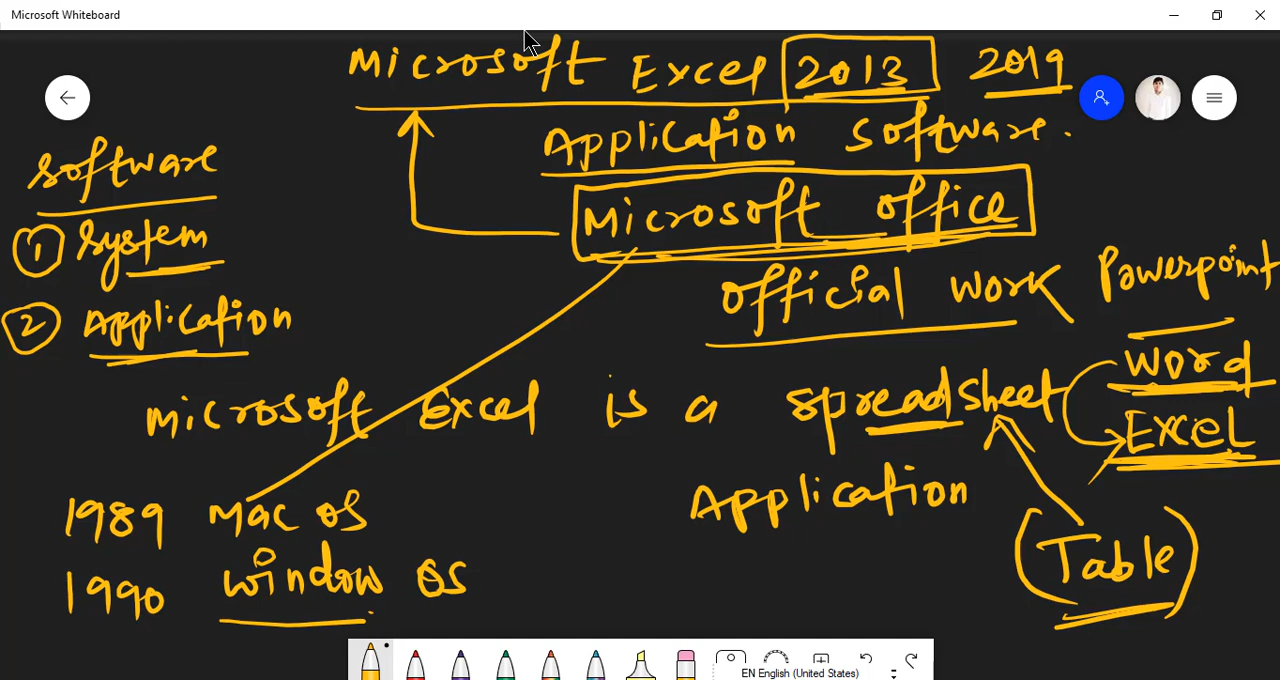 Microsoft Whiteboard
Microsoft Excel 2013 2019
Application Software.
Microsoft office
official work
Powerpoint
word
Excel
software
1 System
2 Application
microsoft Excel is a spreadsheet
Application
(Table)
1989 Mac os
1990 window os
EN English (United States)